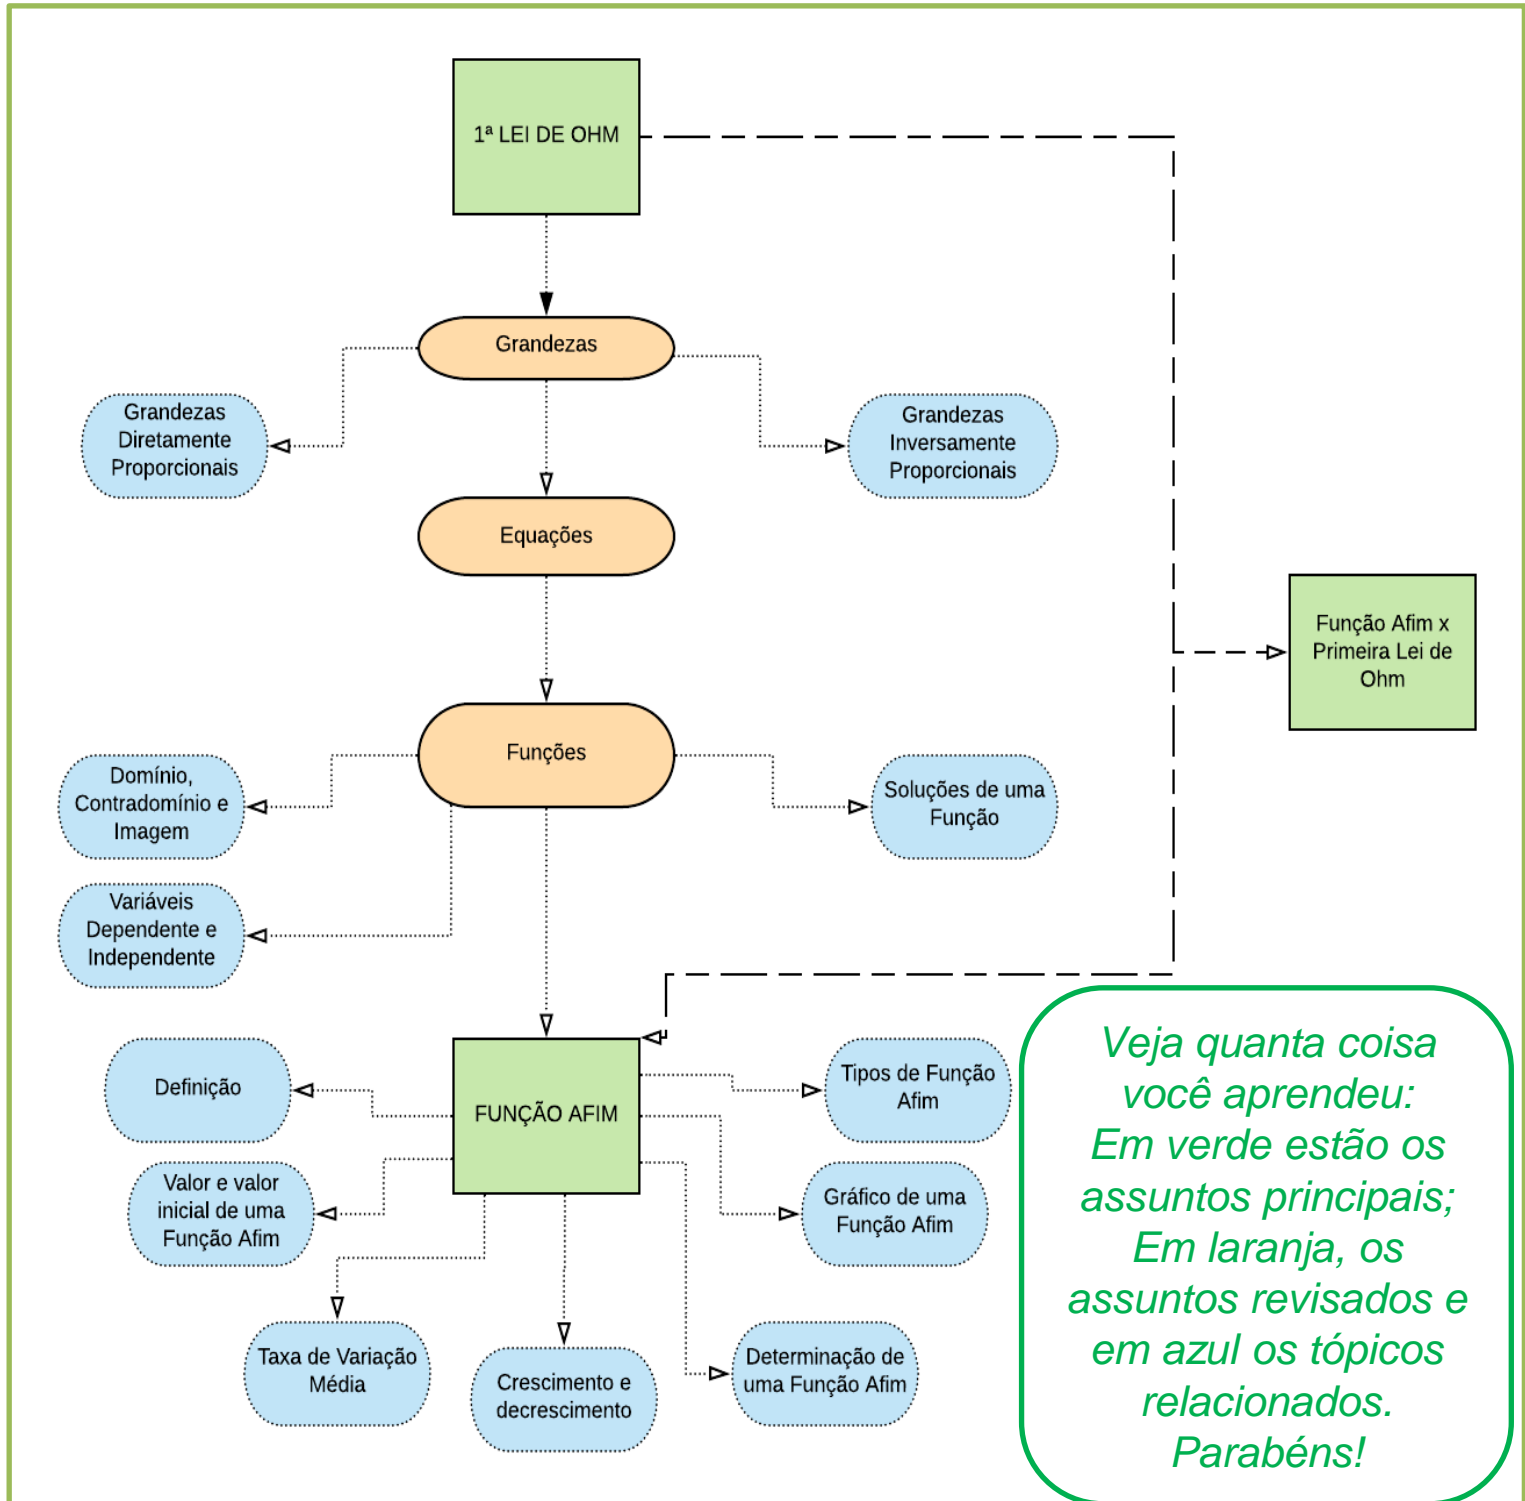 1ª LEI DE OHM
Grandezas
Grandezas
Diretamente
Proporcionais
Grandezas
Inversamente
Proporcionais
Equações
Função Afim x
Primeira Lei de
Ohm
Funções
Domínio,
Contradomínio e
Imagem
Soluções de uma
Função
Variáveis
Dependente e
Independente
FUNÇÃO AFIM
Definição
Tipos de Função
Afim
Valor e valor
inicial de uma
Função Afim
Gráfico de uma
Função Afim
Taxa de Variação
Média
Crescimento e
decrescimento
Determinação de
uma Função Afim
Veja quanta coisa
você aprendeu:
Em verde estão os
assuntos principais;
Em laranja, os
assuntos revisados e
em azul os tópicos
relacionados.
Parabéns!